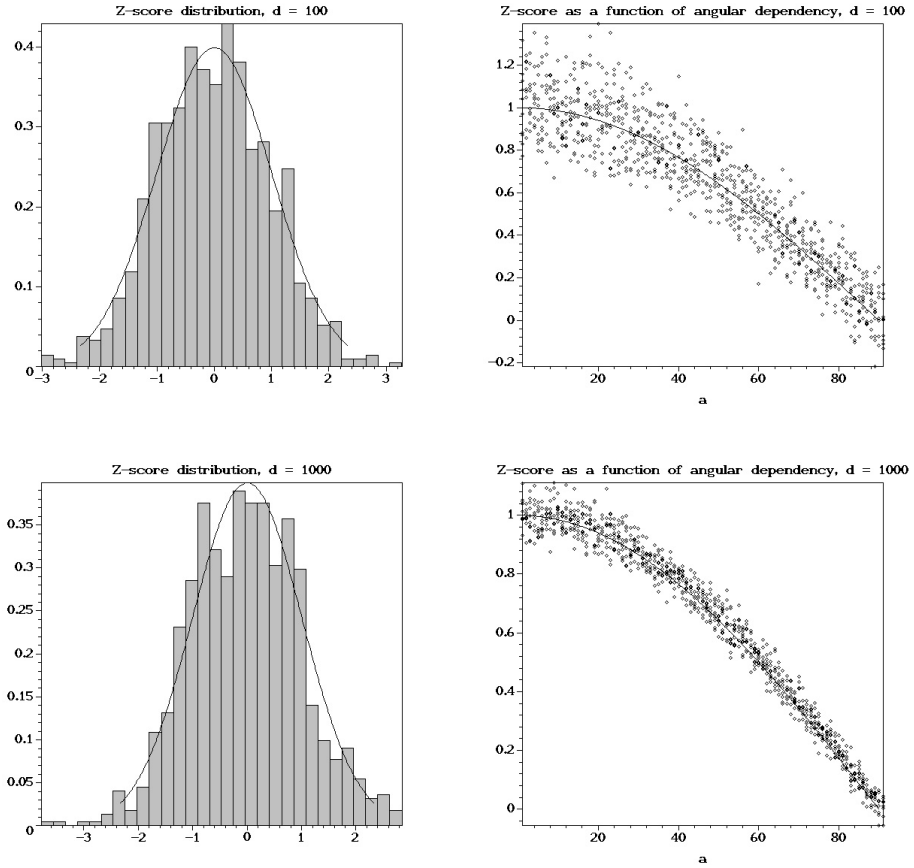 Z-score distribution, d = 100
0.4
0.3
0.2
0.1
0
-3 -2 -1 0 1 2 3
Z-score as a function of angular dependency, d = 100
1.2
1
0.8
0.6
0.4
0.2
0
-0.2
20 40 60 80
a
Z-score distribution, d = 1000
0.35
0.3
0.25
0.2
0.15
0.1
0.05
0
-3 -2 -1 0 1 2
Z-score as a function of angular dependency, d = 1000
1
0.8
0.6
0.4
0.2
0
20 40 60 80
a